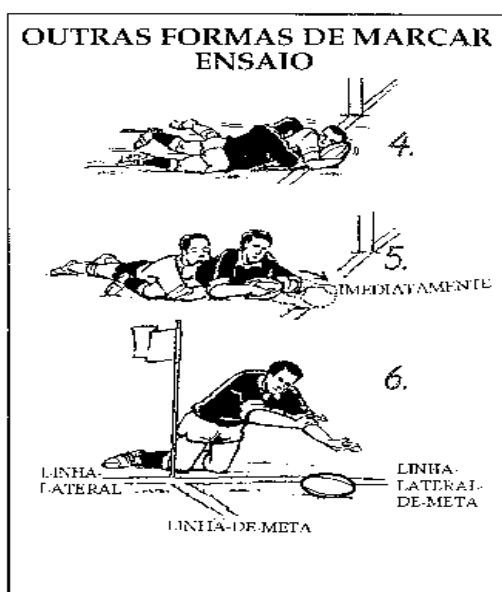 OUTRAS FORMAS DE MARCAR
ENSAIO
4.
5.
IMEDIATAMENTE
6.
LINHA-
LATERAL
LINHA-
LATERAL-
DE-META
LINHA-DE-META